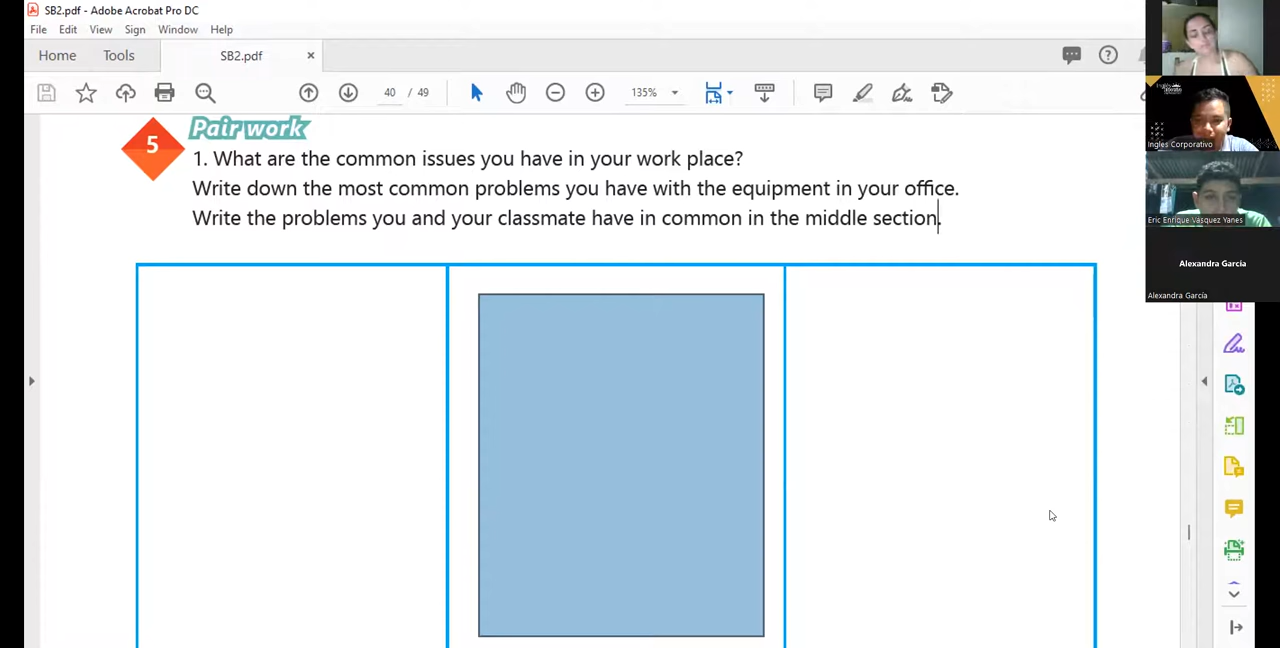 SB2.pdf - Adobe Acrobat Pro DC
File Edit View Sign Window Help
Home Tools SB2.pdf ×
40 / 49 135%
5 Pair work
1. What are the common issues you have in your work place?
Write down the most common problems you have with the equipment in your office.
Write the problems you and your classmate have in common in the middle section.
Ingles Corporativo
Eric Enrique Vasquez Yanes
Alexandra García
Alexandra García